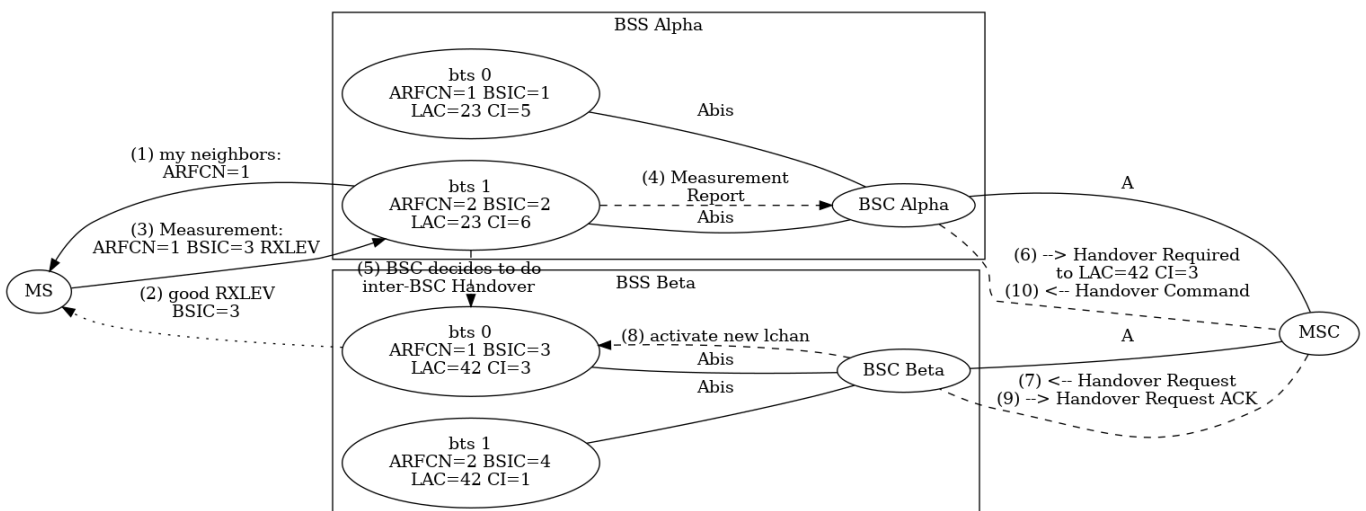 BSS Alpha
bts 0
ARFCN=1 BSIC=1
LAC=23 CI=5
Abis
(1) my neighbors:
ARFCN=1
bts 1
ARFCN=2 BSIC=2
LAC=23 CI=6
(4) Measurement
Report
Abis
BSC Alpha
A
(3) Measurement:
ARFCN=1 BSIC=3 RXLEV
MS
(2) good RXLEV
BSIC=3
(5) BSC decides to do
inter-BSC Handover
(6) --> Handover Required
to LAC=42 CI=3
(10) <-- Handover Command
MSC
BSS Beta
bts 0
ARFCN=1 BSIC=3
LAC=42 CI=3
(8) activate new lchan
Abis
Abis
BSC Beta
A
(7) <-- Handover Request
(9) --> Handover Request ACK
bts 1
ARFCN=2 BSIC=4
LAC=42 CI=1